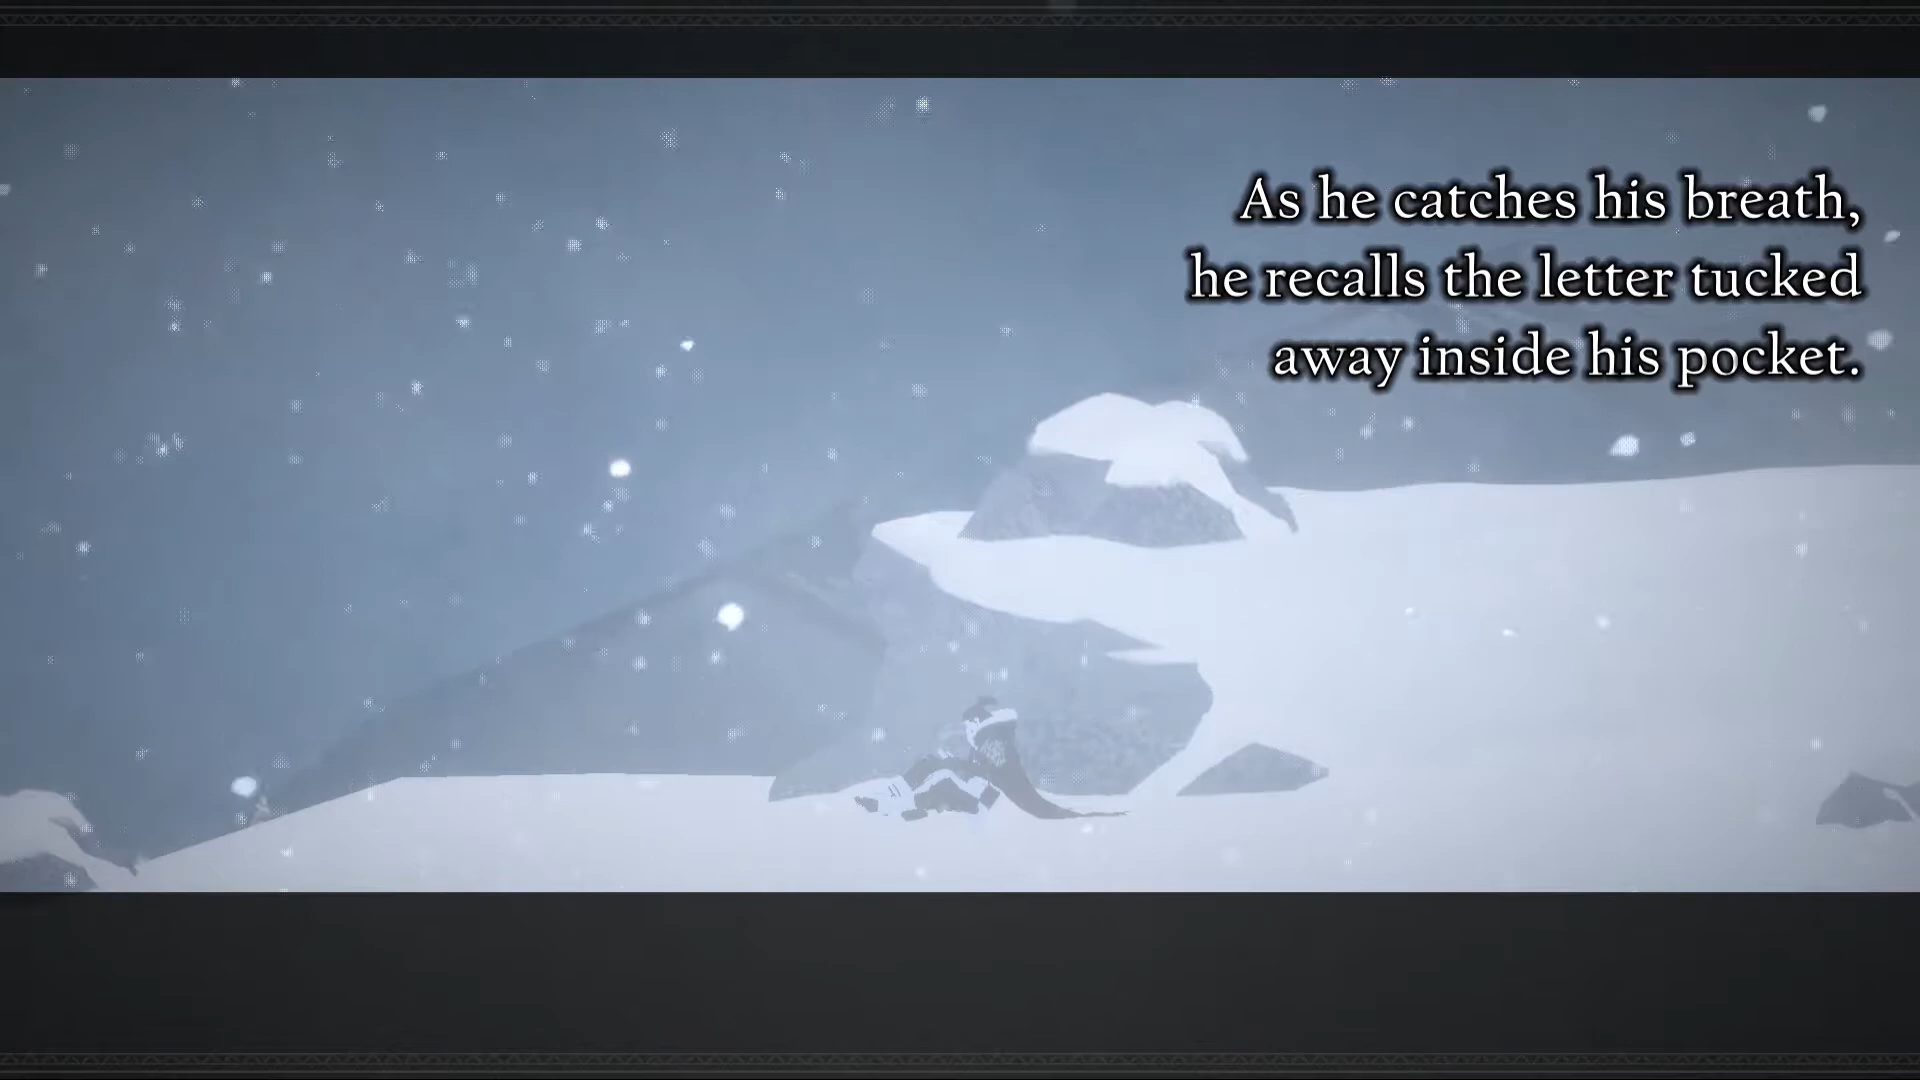 As he catches his breath,
he recalls the letter tucked
away inside his pocket.